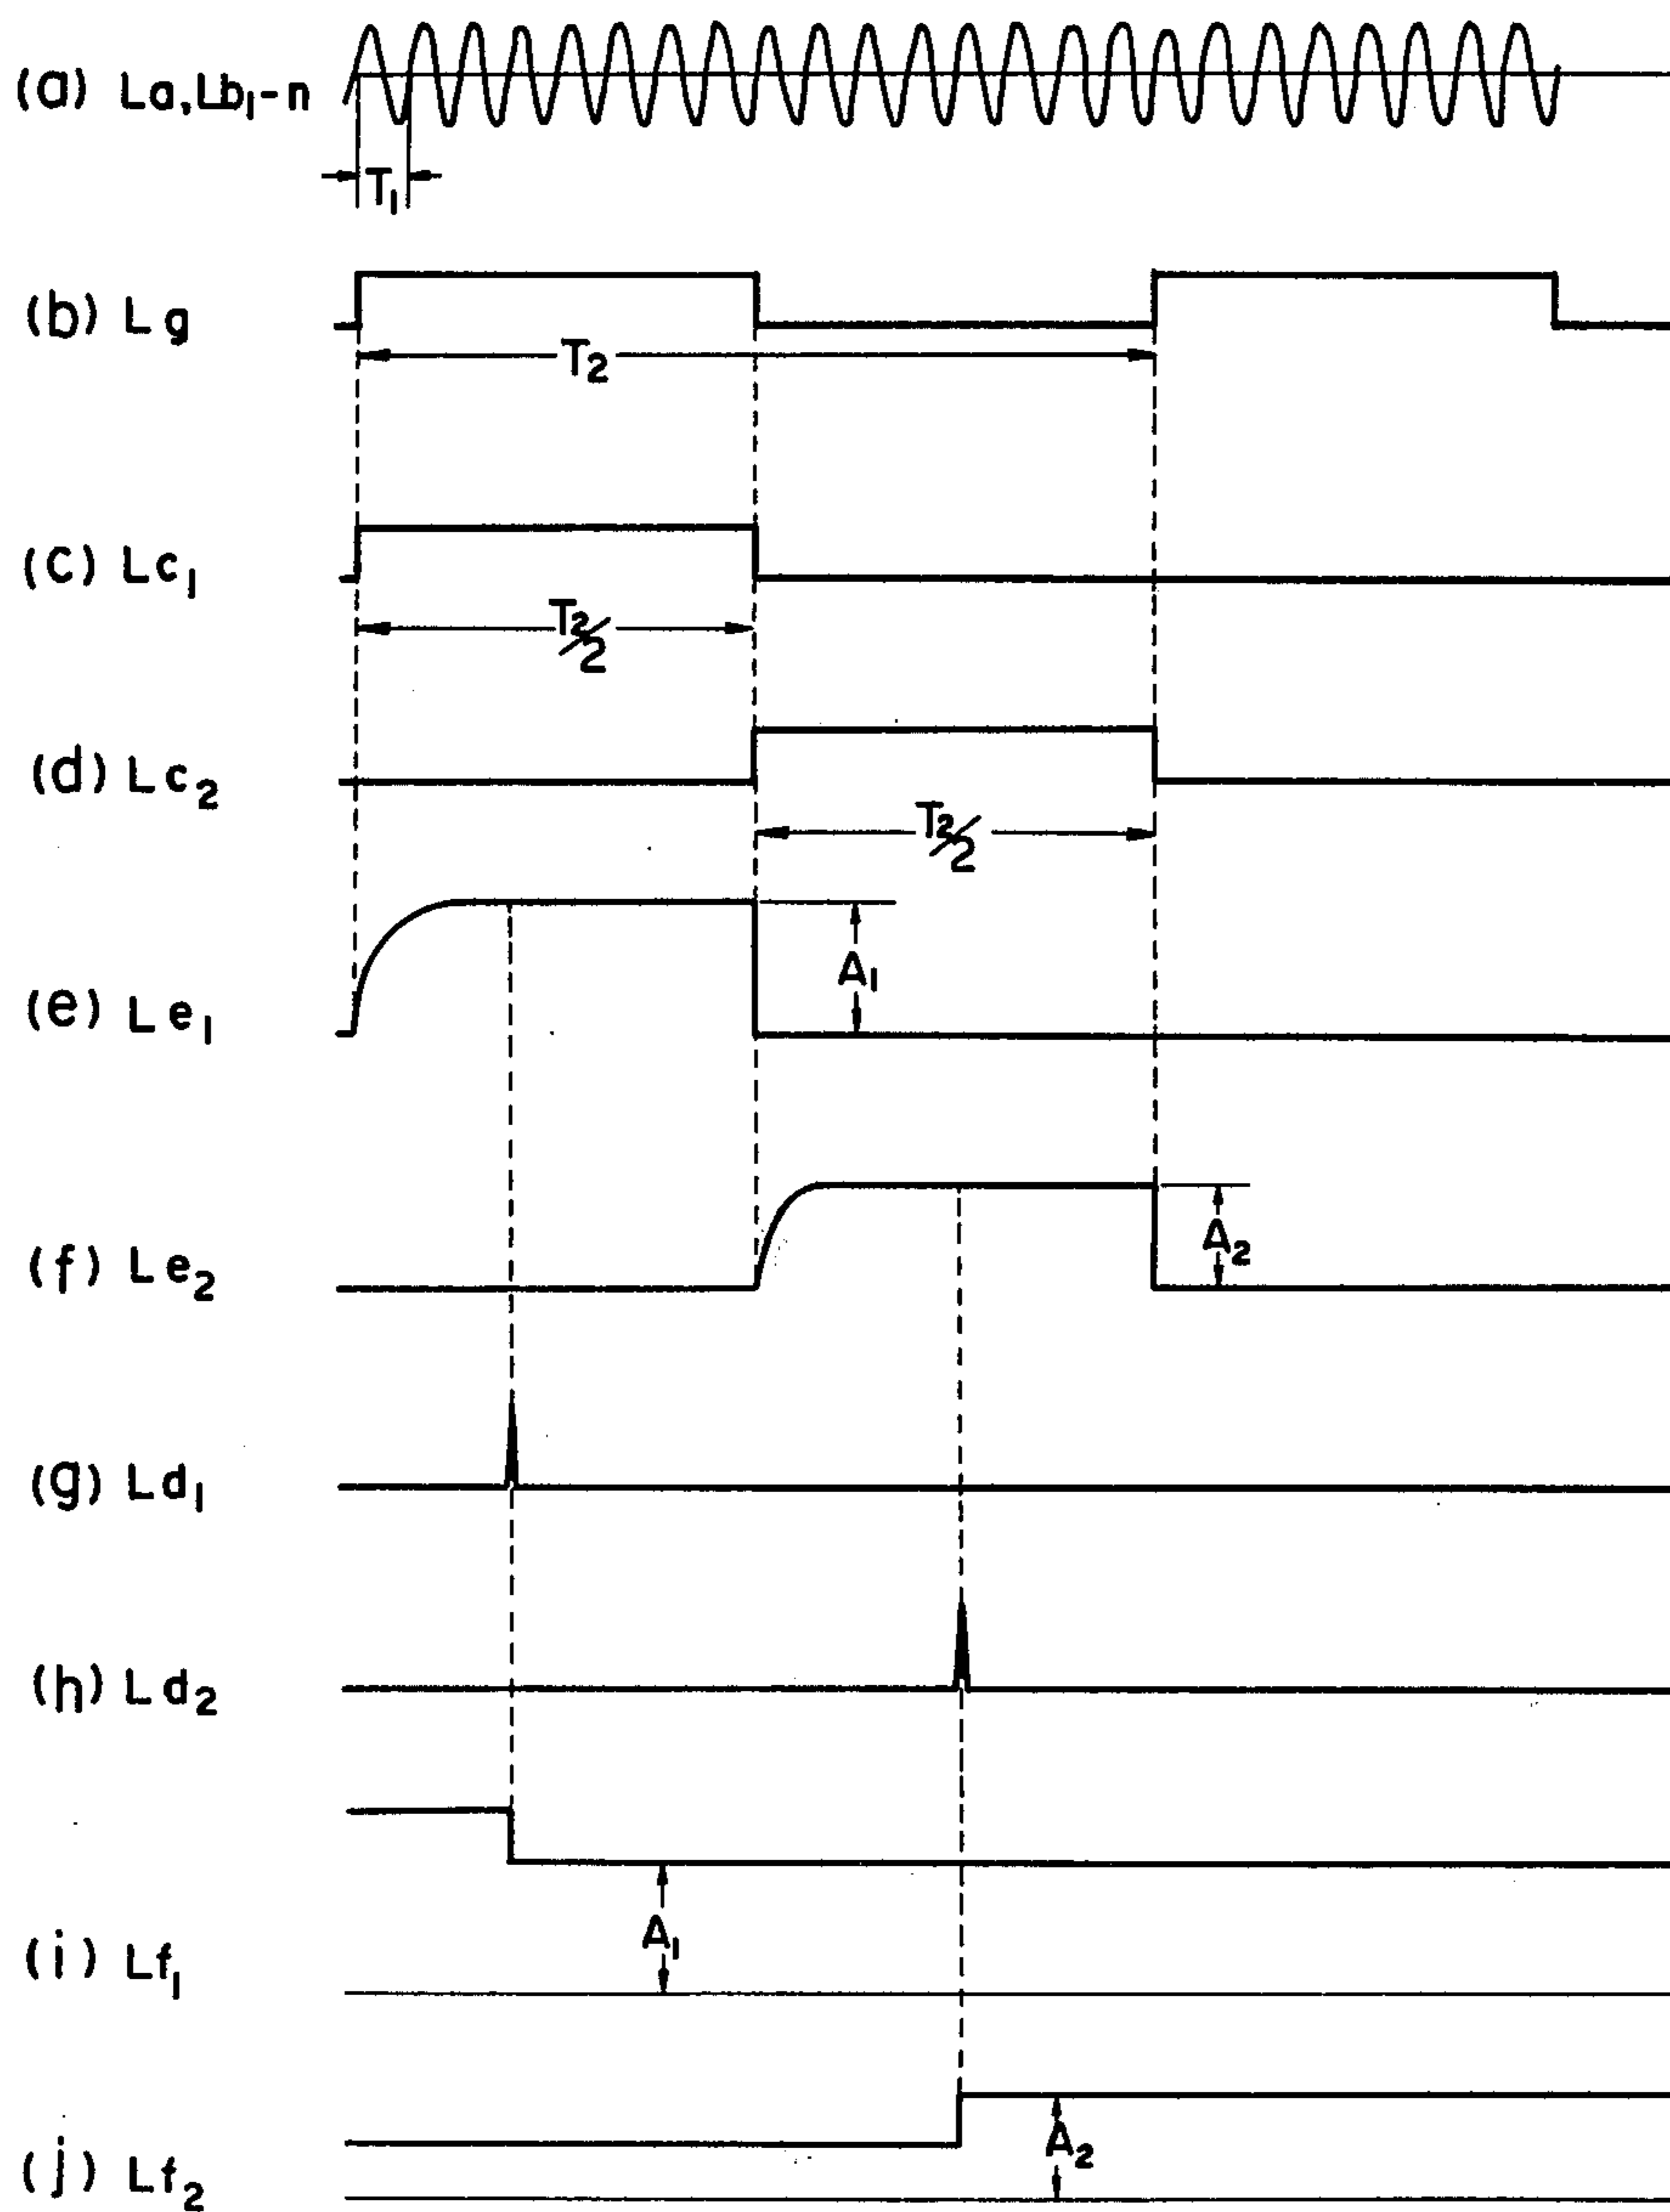 (a) La,Lb₁-n
T₁
(b) Lg
T₂
(c) Lc₁
T₂/2
(d) Lc₂
T₂/2
(e) Le₁
A₁
(f) Le₂
A₂
(g) Ld₁
(h) Ld₂
(i) Lf₁
A₁
(j) Lf₂
A₂